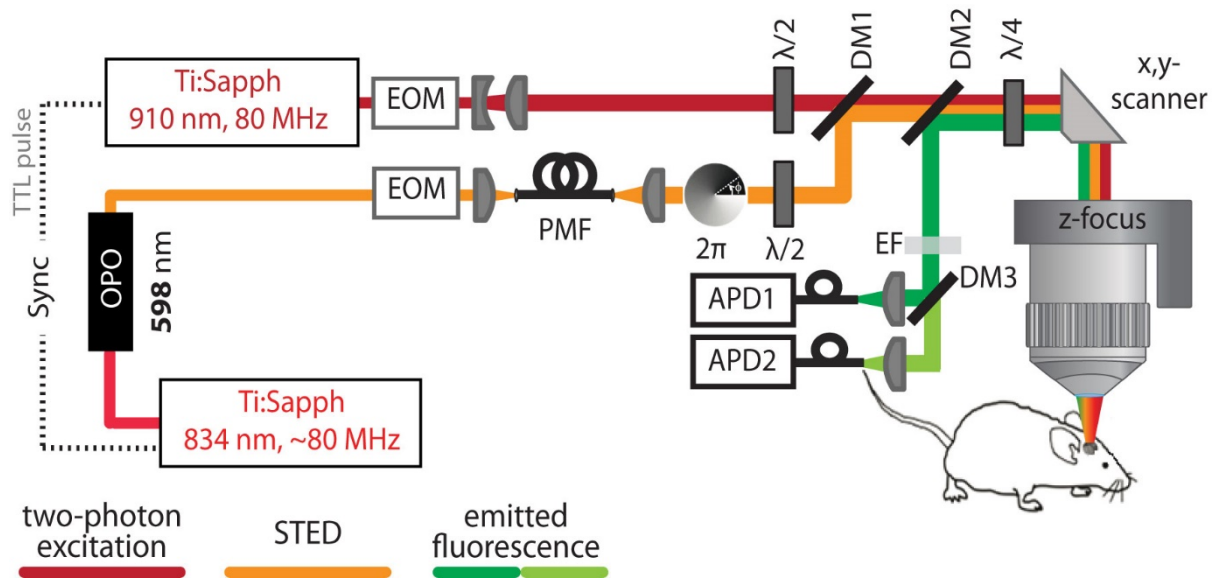 Ti:Sapph
910 nm, 80 MHz
EOM
λ/2
DM1
DM2
λ/4
x,y-
scanner
TTL pulse
Sync
EOM
PMF
φ
2π
λ/2
OPO
598 nm
EF
DM3
APD1
APD2
z-focus
Ti:Sapph
834 nm, ~80 MHz
two-photon
excitation
STED
emitted
fluorescence